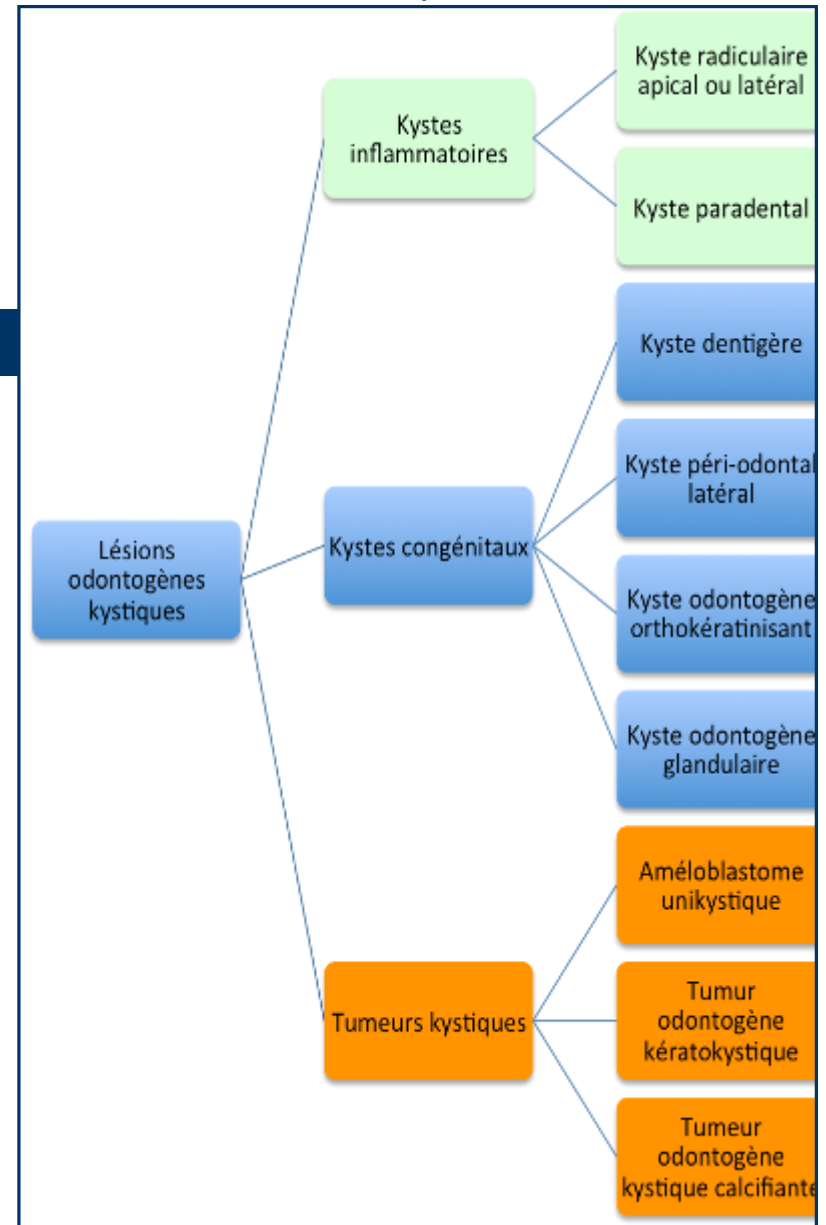 Lésions
odontogènes
kystiques
Kystes
inflammatoires
Kyste radiculaire
apical ou latéral
Kyste paradental
Kystes congénitaux
Kyste dentigère
Kyste péri-odontal
latéral
Kyste odontogène
orthokératinisant
Kyste odontogène
glandulaire
Tumeurs kystiques
Améloblastome
unikystique
Tumur
odontogène
kératokystique
Tumeur
odontogène
kystique calcifiante